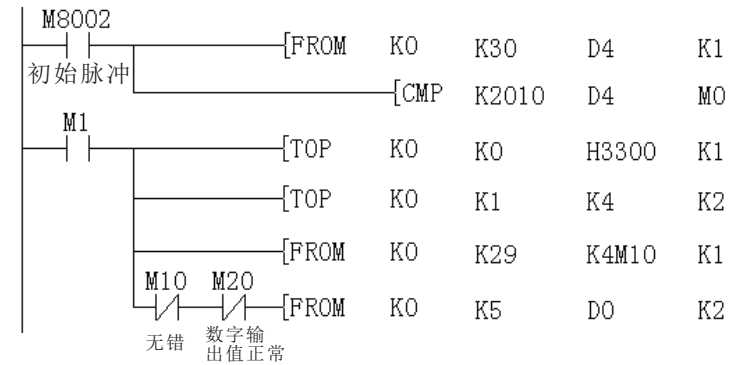 M8002
初始脉冲
[FROM K0 K30 D4 K1
[CMP K2010 D4 M0
M1
[TOP K0 K0 H3300 K1
[TOP K0 K1 K4 K2
[FROM K0 K29 K4M10 K1
M10 M20
[FROM K0 K5 D0 K2
无错
数字输
出值正常